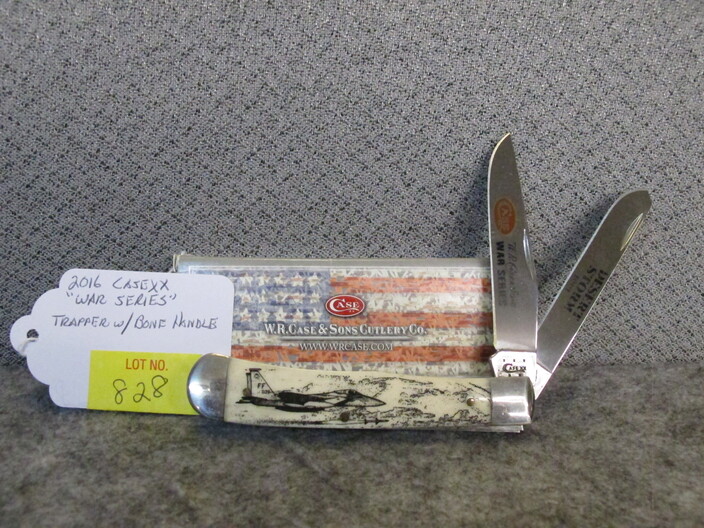 2016 CASEXX
"WAR SERIES"
TRAPPER W/ BONE HANDLE
LOT NO.
828
CASE
W.R. CASE & SONS CUTLERY CO.
WWW.WRCASE.COM
WAR SERIES
DESERT
STORM
CASE
FF